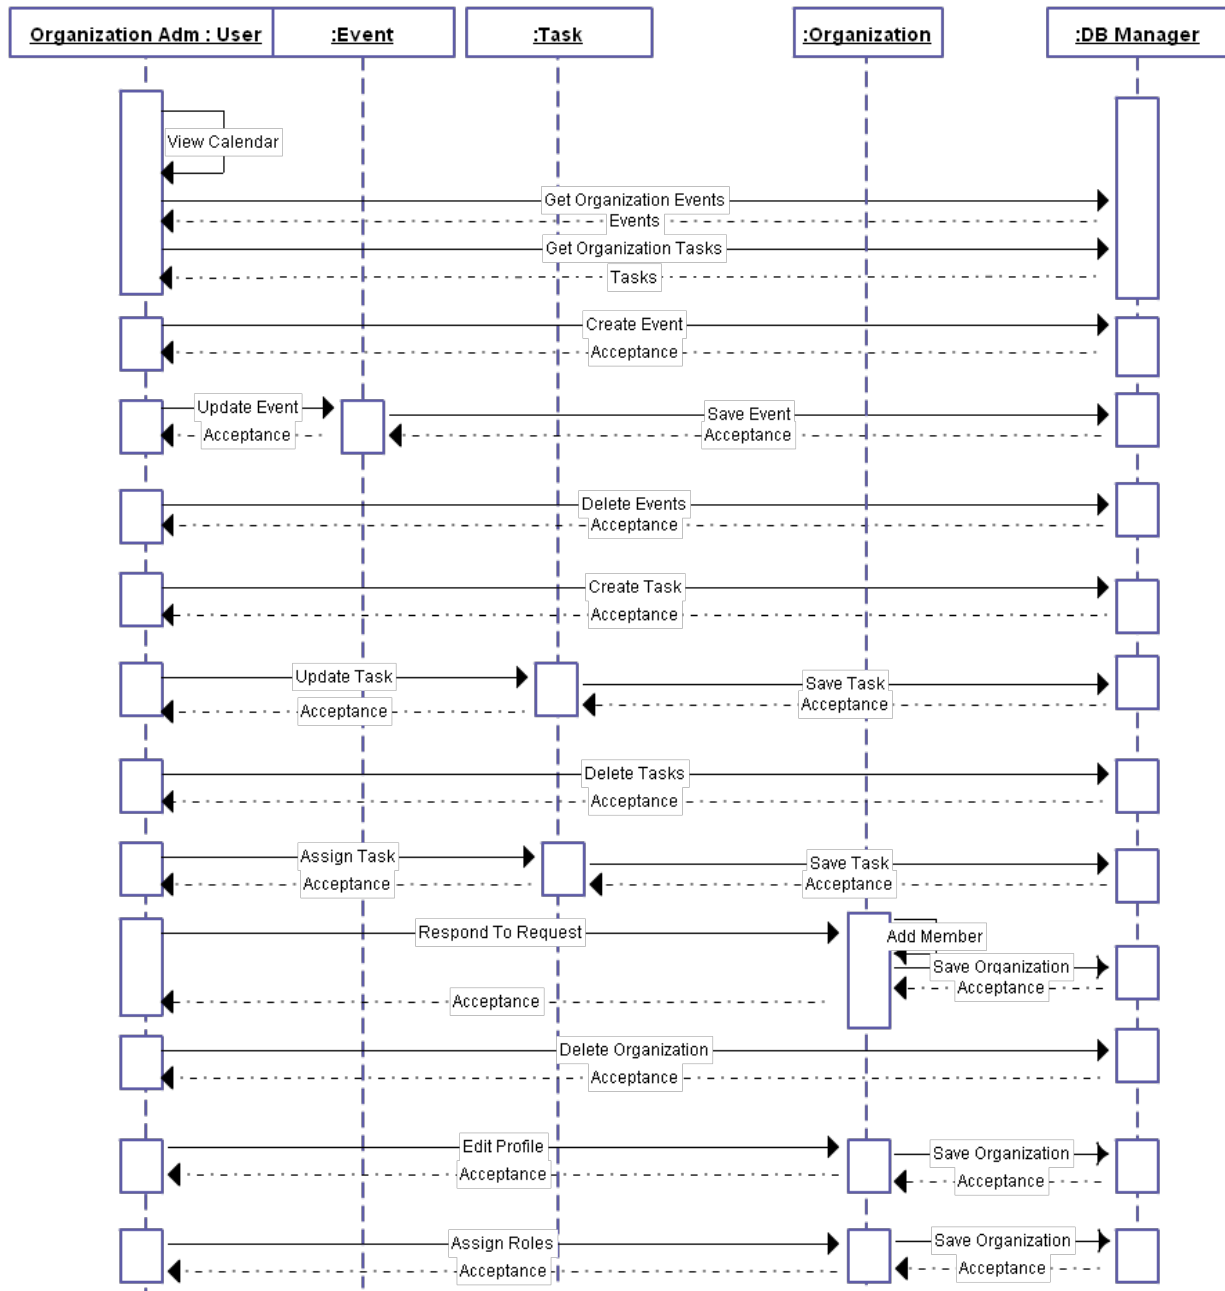 Organization Adm : User
:Event
:Task
:Organization
:DB Manager
View Calendar
Get Organization Events
Events
Get Organization Tasks
Tasks
Create Event
Acceptance
Update Event
Save Event
Acceptance
Acceptance
Delete Events
Acceptance
Create Task
Acceptance
Update Task
Save Task
Acceptance
Acceptance
Delete Tasks
Acceptance
Assign Task
Save Task
Acceptance
Acceptance
Respond To Request
Add Member
Save Organization
Acceptance
Acceptance
Delete Organization
Acceptance
Edit Profile
Save Organization
Acceptance
Acceptance
Assign Roles
Save Organization
Acceptance
Acceptance